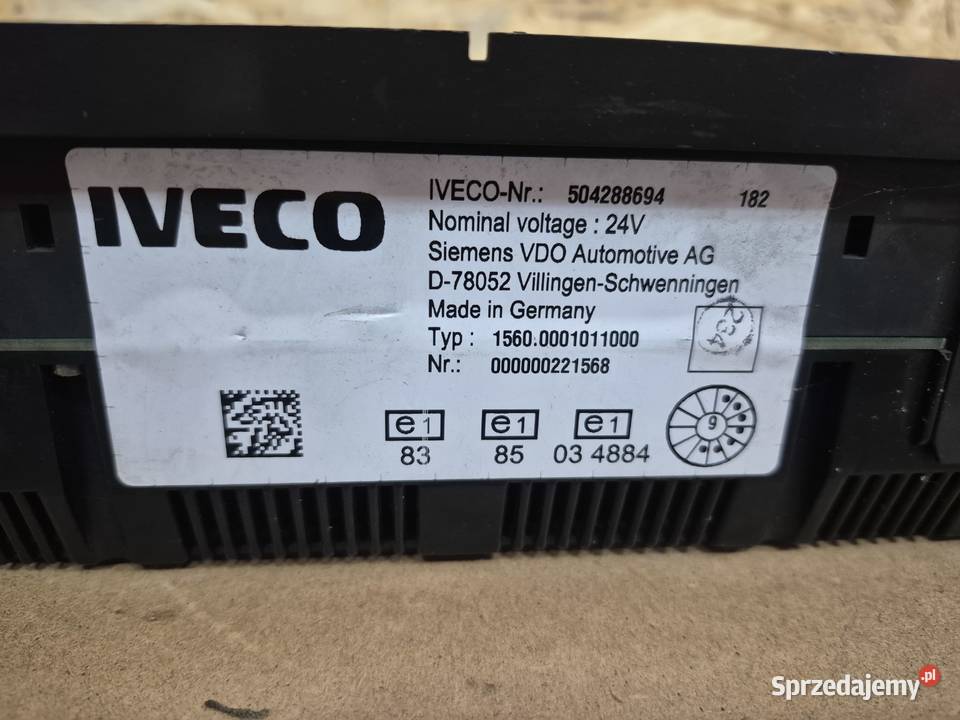 IVECO
IVECO-Nr.: 504288694 182
Nominal voltage : 24V
Siemens VDO Automotive AG
D-78052 Villingen-Schwenningen
Made in Germany
Typ : 1560.0001011000
Nr.: 000000221568
234
e1 e1 e1
83 85 03 4884
9
Sprzedajemy.pl